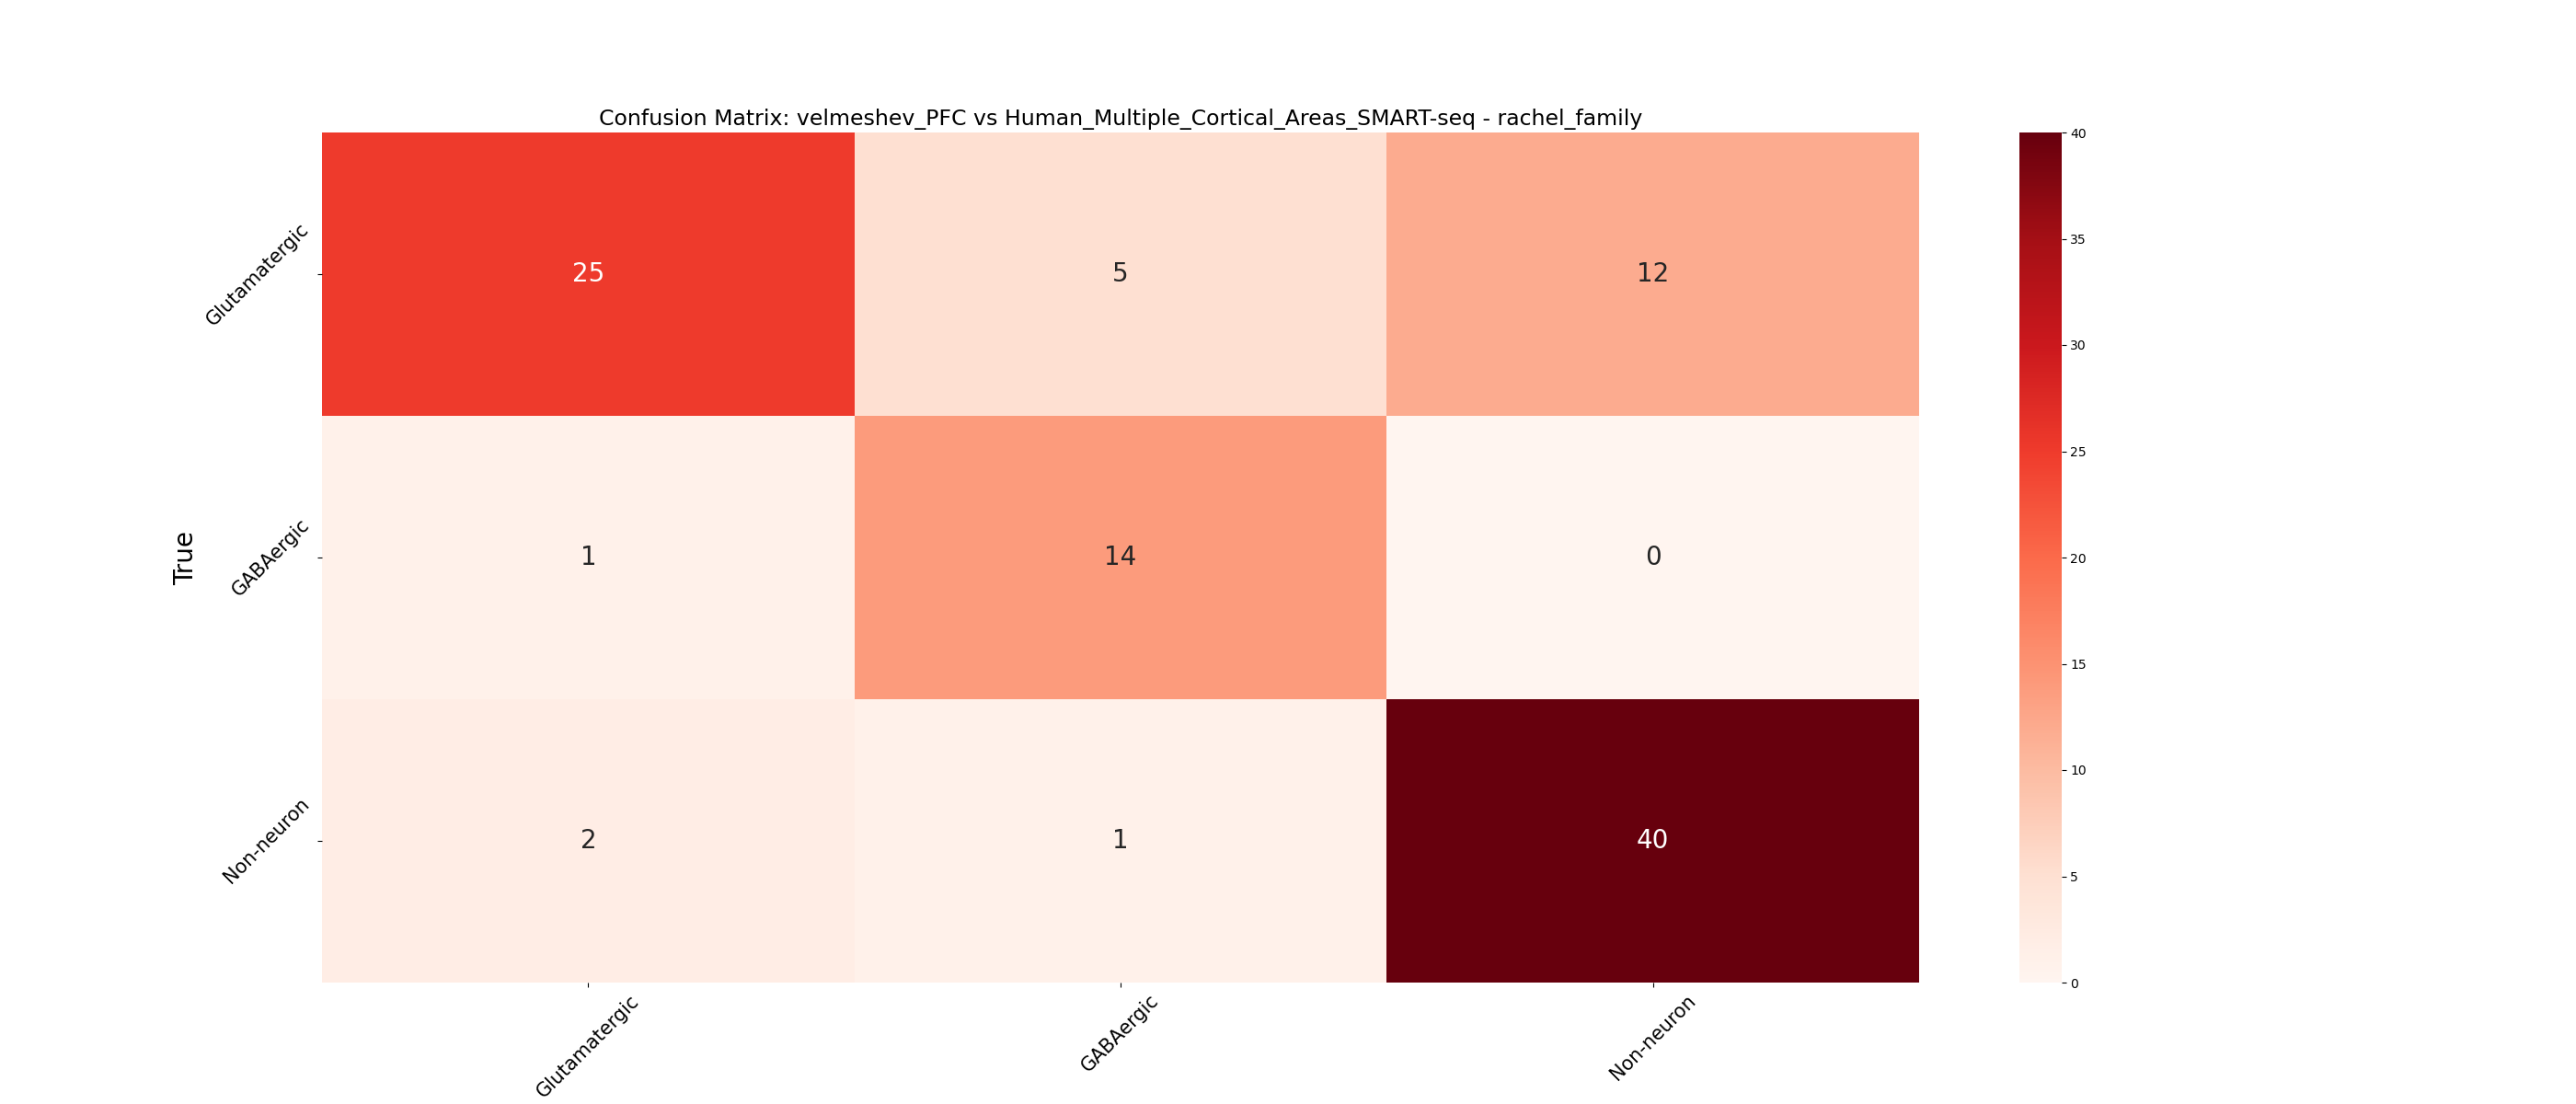 Confusion Matrix: velmeshev_PFC vs Human_Multiple_Cortical_Areas_SMART-seq - rachel_family
True
Glutamatergic
25 5 12
GABAergic
1 14 0
Non-neuron
2 1 40
Glutamatergic GABAergic Non-neuron
40
35
30
25
20
15
10
5
0